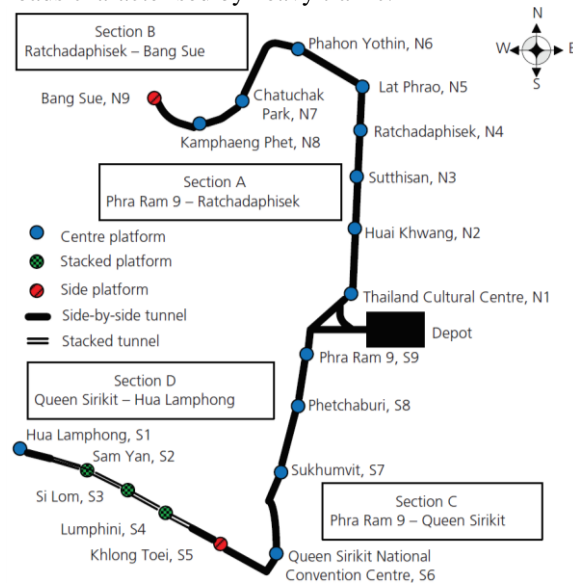 Section B
Ratchadaphisek – Bang Sue
N
W
E
S
Phahon Yothin, N6
Bang Sue, N9
Chatuchak
Park, N7
Lat Phrao, N5
Kamphaeng Phet, N8
Ratchadaphisek, N4
Section A
Phra Ram 9 – Ratchadaphisek
Sutthisan, N3
Huai Khwang, N2
Centre platform
Stacked platform
Side platform
Side-by-side tunnel
Stacked tunnel
Thailand Cultural Centre, N1
Depot
Phra Ram 9, S9
Section D
Queen Sirikit – Hua Lamphong
Phetchaburi, S8
Hua Lamphong, S1
Sam Yan, S2
Si Lom, S3
Lumphini, S4
Khlong Toei, S5
Sukhumvit, S7
Section C
Phra Ram 9 – Queen Sirikit
Queen Sirikit National
Convention Centre, S6